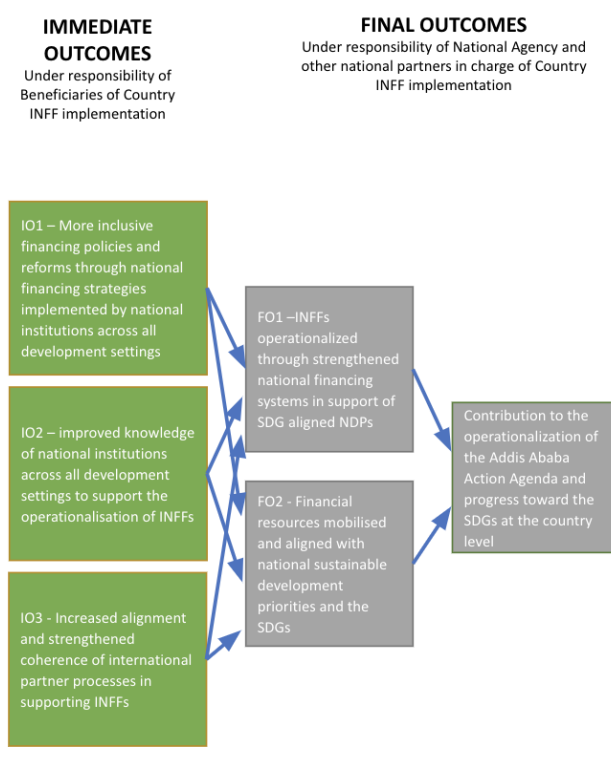 IMMEDIATE
OUTCOMES
Under responsibility of
Beneficiaries of Country
INFF implementation
FINAL OUTCOMES
Under responsibility of National Agency and
other national partners in charge of Country
INFF implementation
IO1 – More inclusive
financing policies and
reforms through national
financing strategies
implemented by national
institutions across all
development settings
IO2 – improved knowledge
of national institutions
across all development
settings to support the
operationalisation of INFFs
IO3 - Increased alignment
and strengthened
coherence of international
partner processes in
supporting INFFs
FO1 –INFFs
operationalized
through strengthened
national financing
systems in support of
SDG aligned NDPs
FO2 - Financial
resources mobilised
and aligned with
national sustainable
development
priorities and the
SDGs
Contribution to the
operationalization of
the Addis Ababa
Action Agenda and
progress toward the
SDGs at the country
level